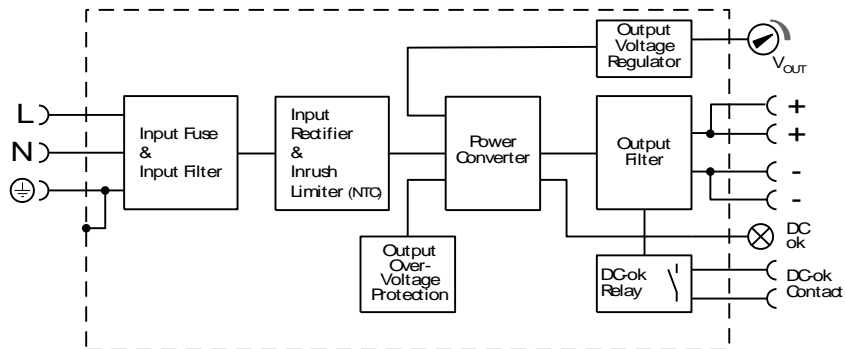 Output
Voltage
Regulator
VOUT
L
N
Input Fuse
&
Input Filter
Input
Rectifier
&
Inrush
Limiter (NTC)
Power
Converter
Output
Filter
+
+
-
-
Output
Over-
Voltage
Protection
DC
ok
DC-ok
Relay
DC-ok
Contact